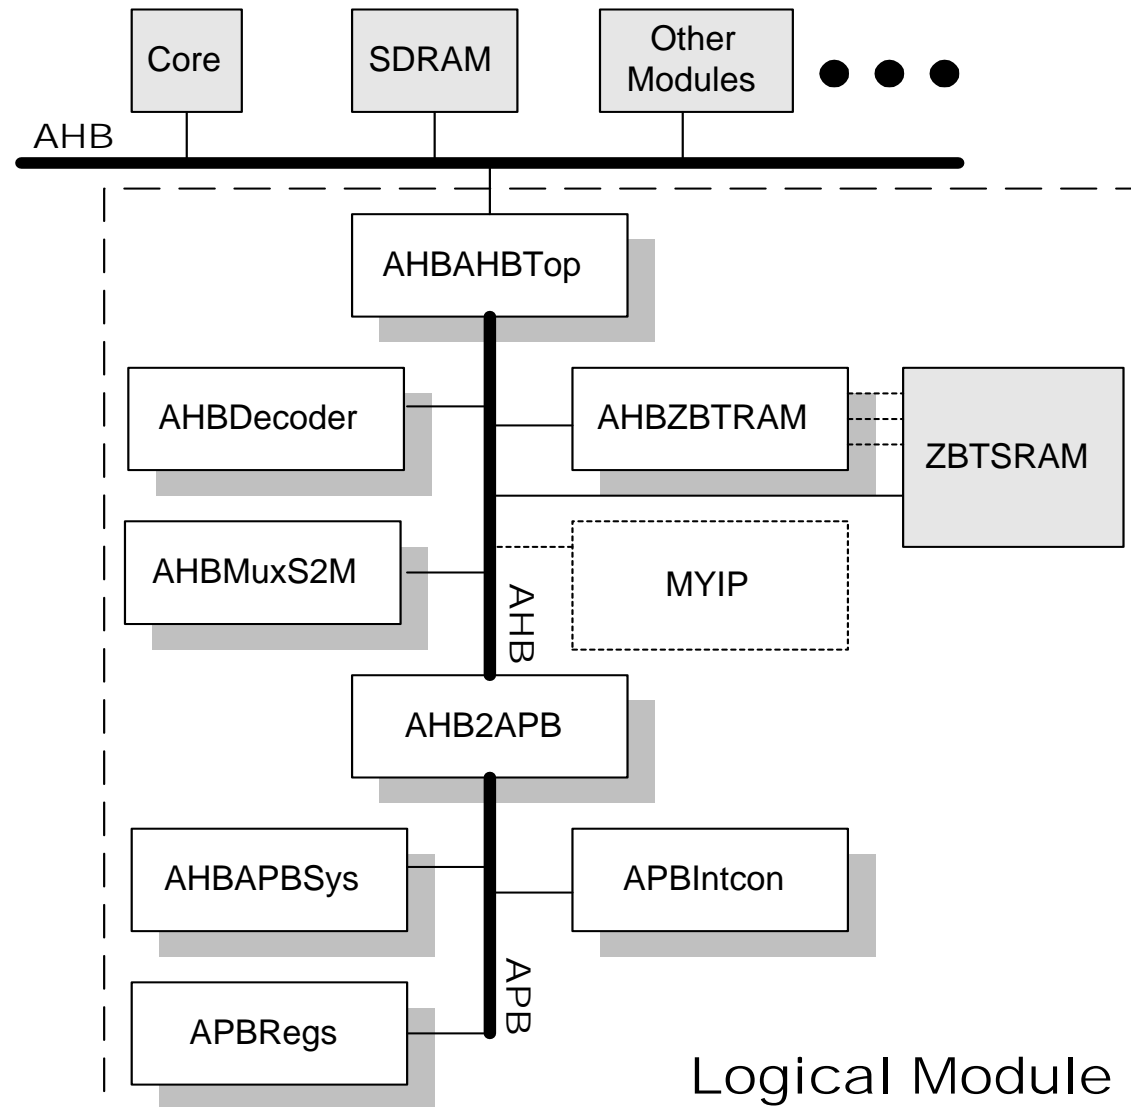 Core
SDRAM
Other
Modules
AHB
AHBAHBTop
AHBDecoder
AHBZBTRAM
ZBTSRAM
AHBMuxS2M
MYIP
AHB
AHB2APB
AHBAPBSys
APBIntcon
APB
APBRegs
Logical Module